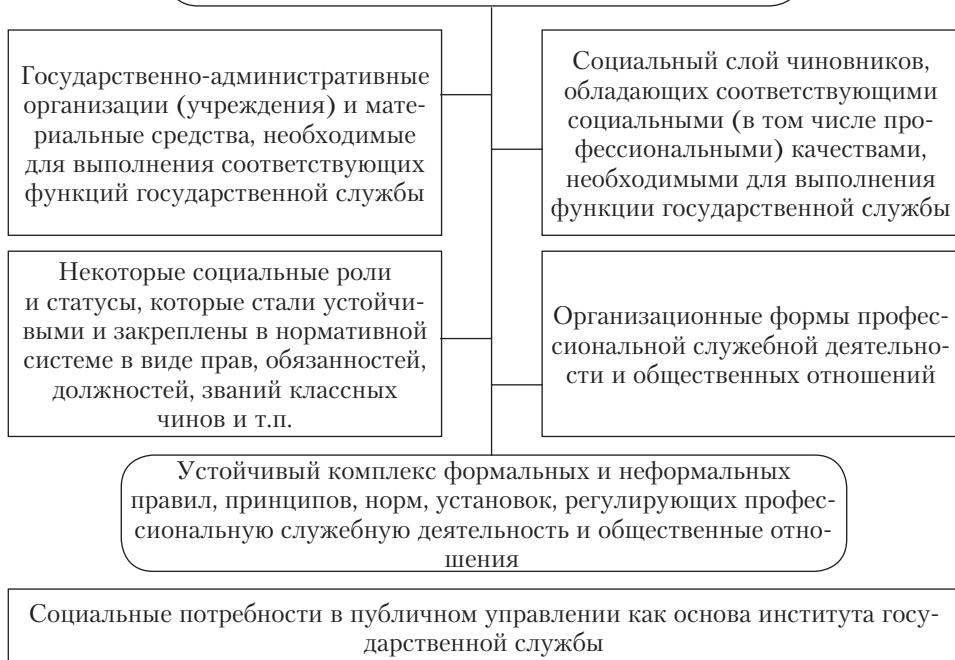 Государственно-административные
организации (учреждения) и мате-
риальные средства, необходимые
для выполнения соответствующих
функций государственной службы
Социальный слой чиновников,
обладающих соответствующими
социальными (в том числе про-
фессиональными) качествами,
необходимыми для выполнения
функции государственной службы
Некоторые социальные роли
и статусы, которые стали устойчи-
выми и закреплены в нормативной
системе в виде прав, обязанностей,
должностей, званий классных
чинов и т.п.
Организационные формы профес-
сиональной служебной деятельно-
сти и общественных отношений
Устойчивый комплекс формальных и неформальных
правил, принципов, норм, установок, регулирующих профес-
сиональную служебную деятельность и общественные отно-
шения
Социальные потребности в публичном управлении как основа института госу-
дарственной службы